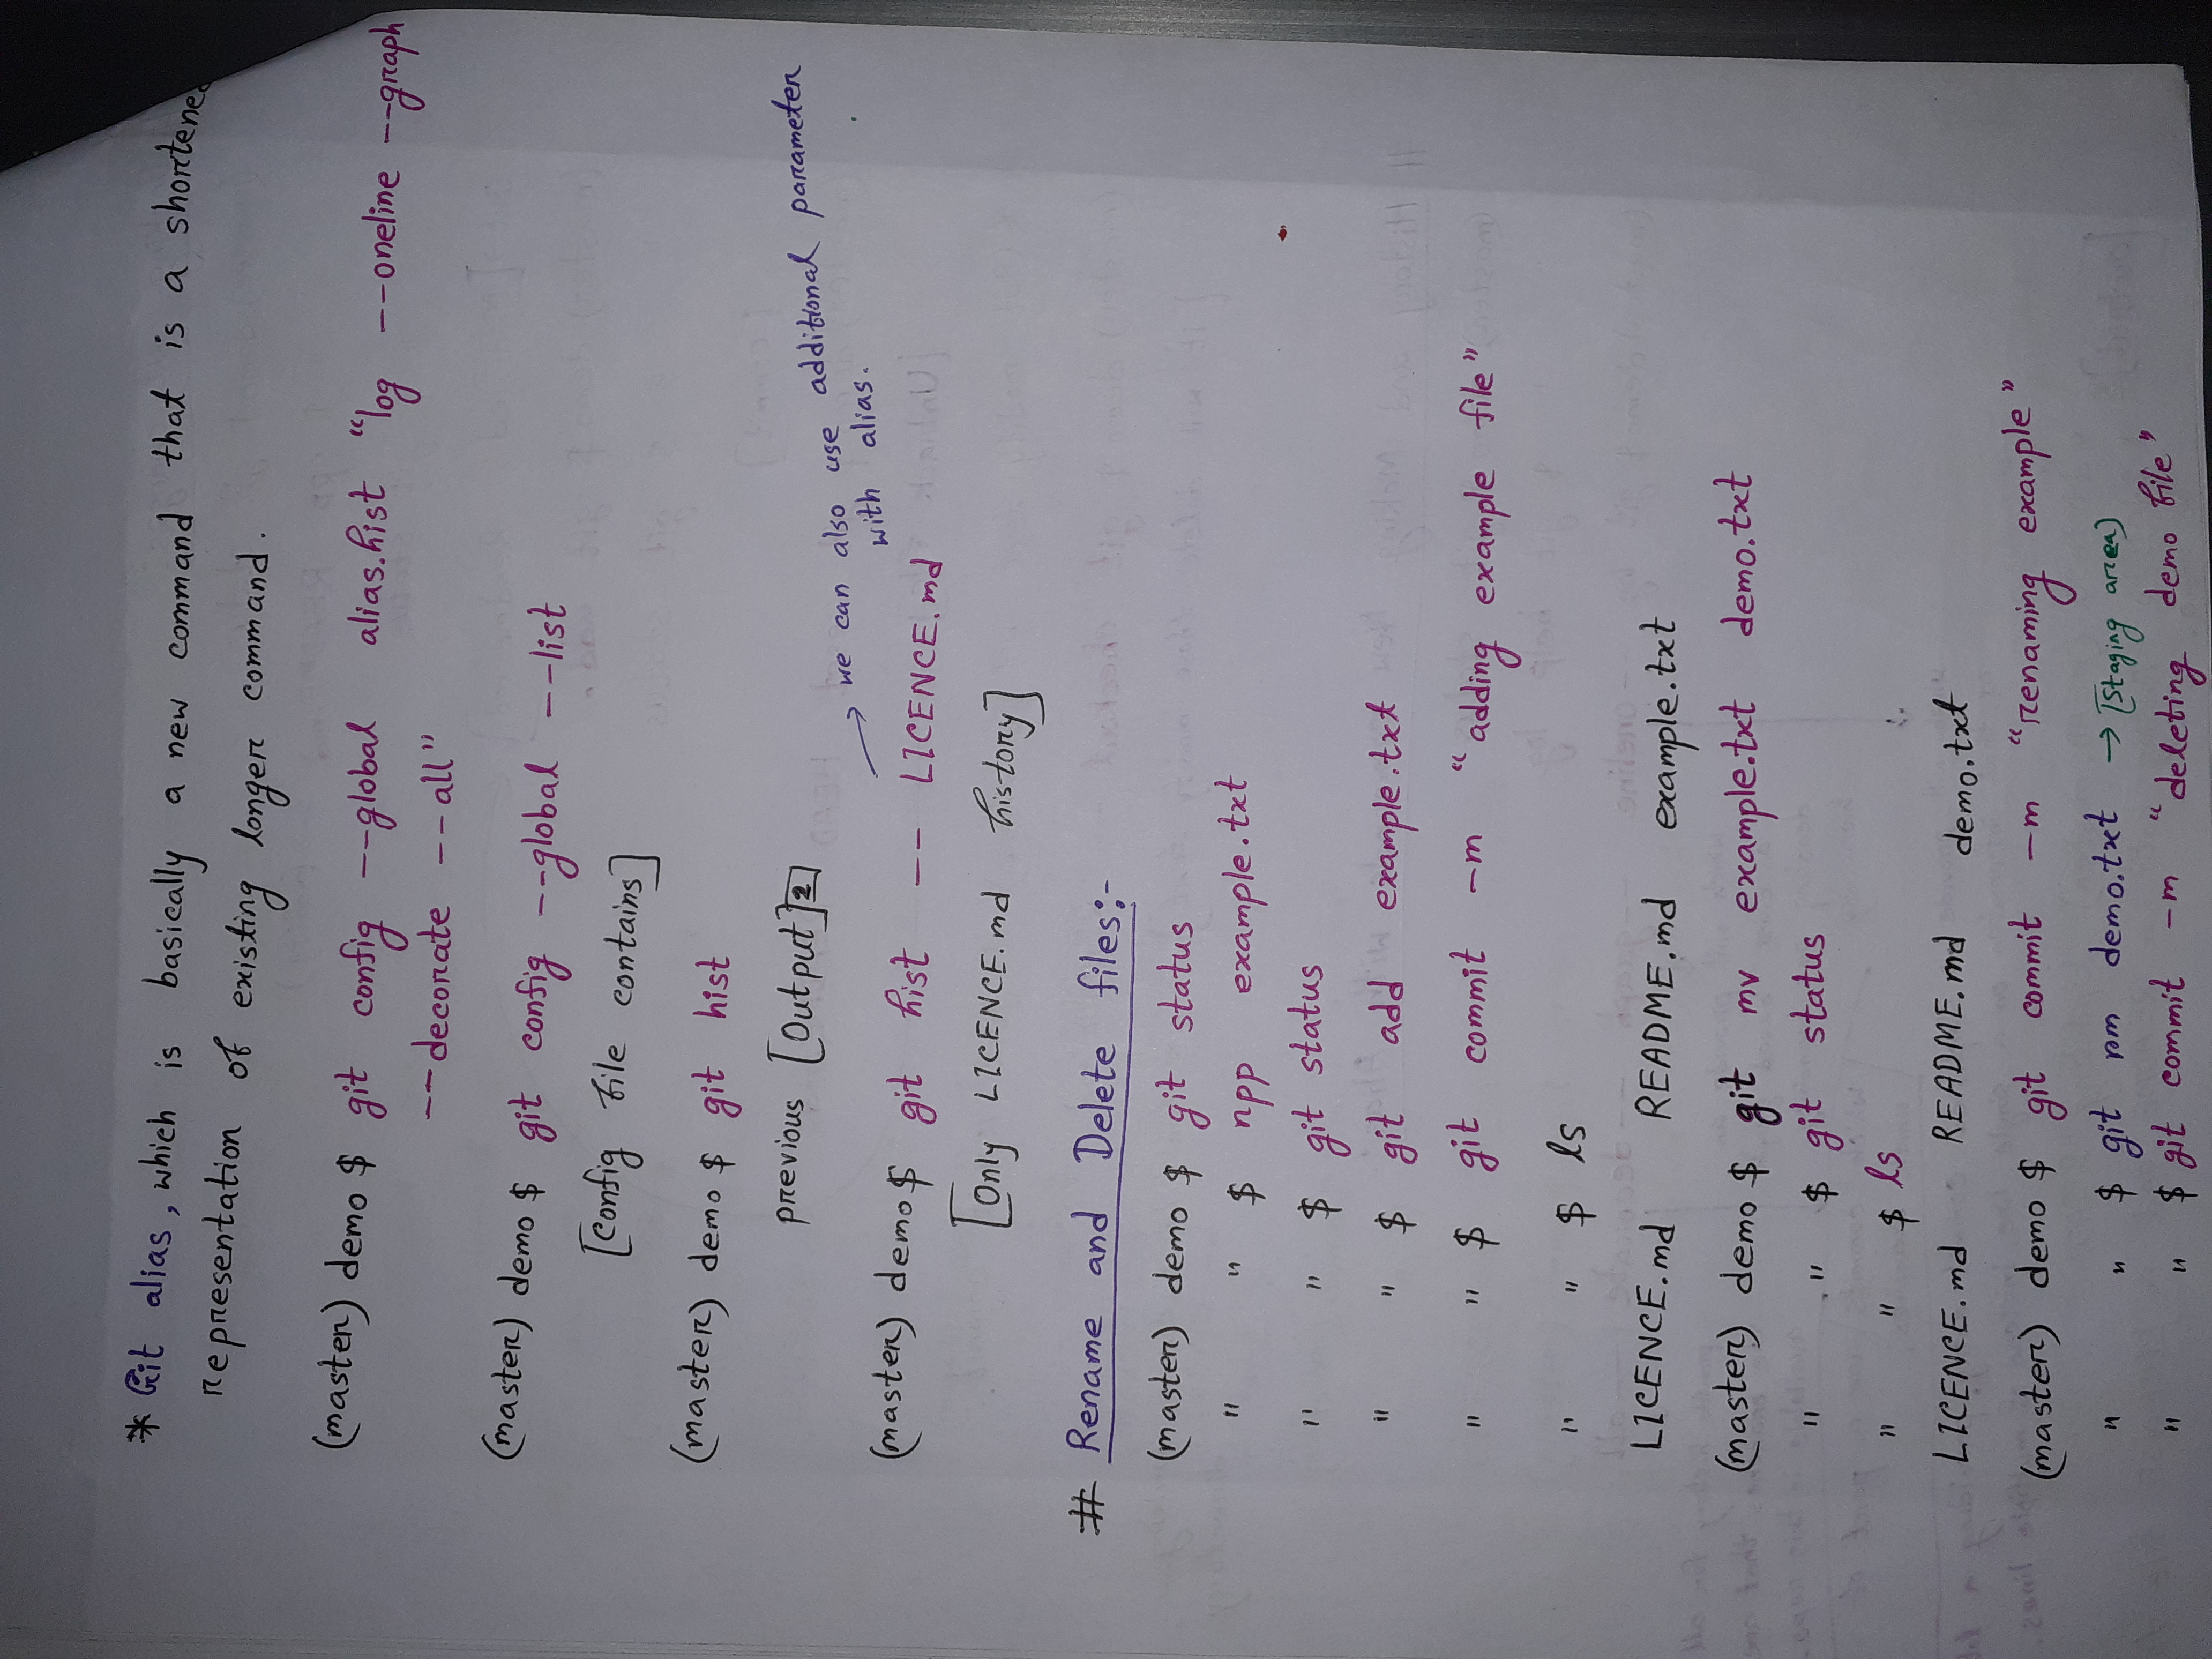 * Git alias, which is basically a new command that is a shortened
representation of existing longer command.
(master) demo $ git config --global alias.hist "log --oneline --graph
--decorate --all"
(master) demo $ git config --global --list
[Config file contains]
(master) demo $ git hist
previous [Output] 2
we can also use additional parameter
with alias.
(master) demo $ git hist -- LICENCE.md
[Only LICENCE.md history]
# Rename and Delete files:-
(master) demo $ git status
" " $ npp example.txt
" " $ git status
" " $ git add example.txt
" " $ git commit -m "adding example file"
" " $ ls
LICENCE.md README.md example.txt
(master) demo $ git mv example.txt demo.txt
" " $ git status
" " $ ls
LICENCE.md README.md demo.txt
(master) demo $ git commit -m "renaming example"
" " $ git rm demo.txt → [Staging area]
" " $ git commit -m "deleting demo file"